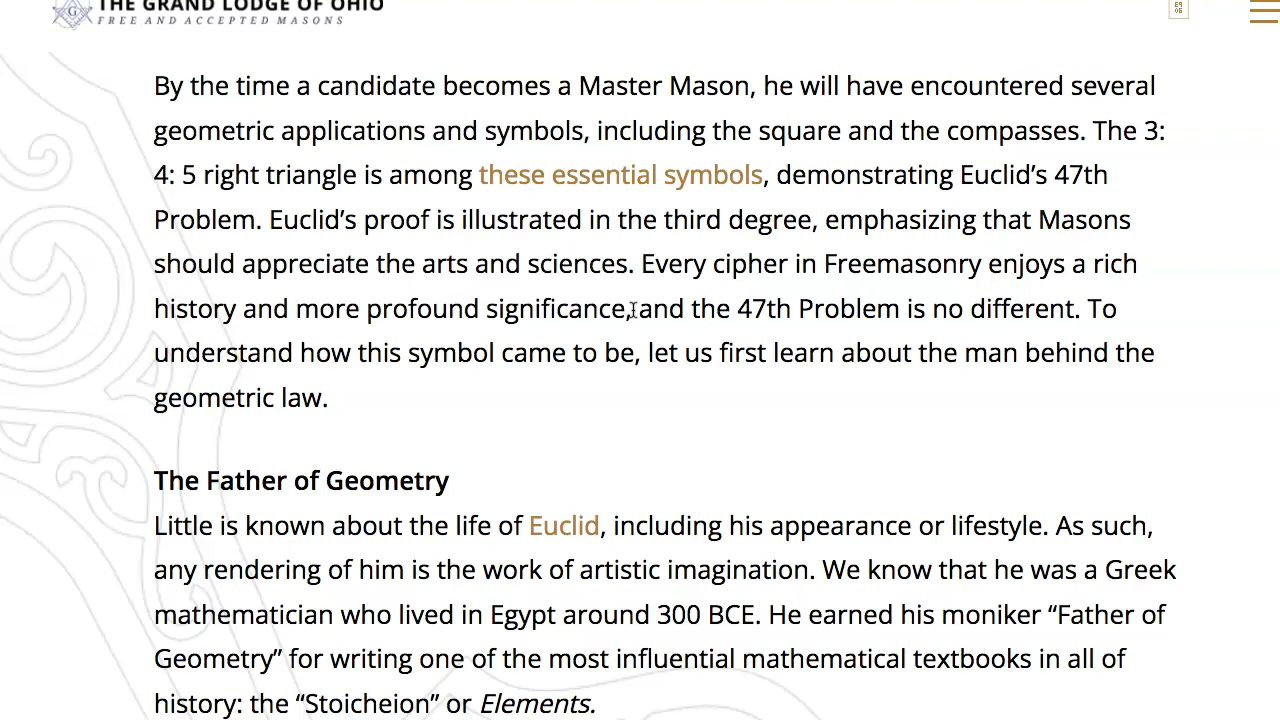 THE GRAND LODGE OF OHIO
FREE AND ACCEPTED MASONS
By the time a candidate becomes a Master Mason, he will have encountered several
geometric applications and symbols, including the square and the compasses. The 3:
4: 5 right triangle is among these essential symbols, demonstrating Euclid’s 47th
Problem. Euclid’s proof is illustrated in the third degree, emphasizing that Masons
should appreciate the arts and sciences. Every cipher in Freemasonry enjoys a rich
history and more profound significance, and the 47th Problem is no different. To
understand how this symbol came to be, let us first learn about the man behind the
geometric law.
The Father of Geometry
Little is known about the life of Euclid, including his appearance or lifestyle. As such,
any rendering of him is the work of artistic imagination. We know that he was a Greek
mathematician who lived in Egypt around 300 BCE. He earned his moniker “Father of
Geometry” for writing one of the most influential mathematical textbooks in all of
history: the “Stoicheion” or Elements.